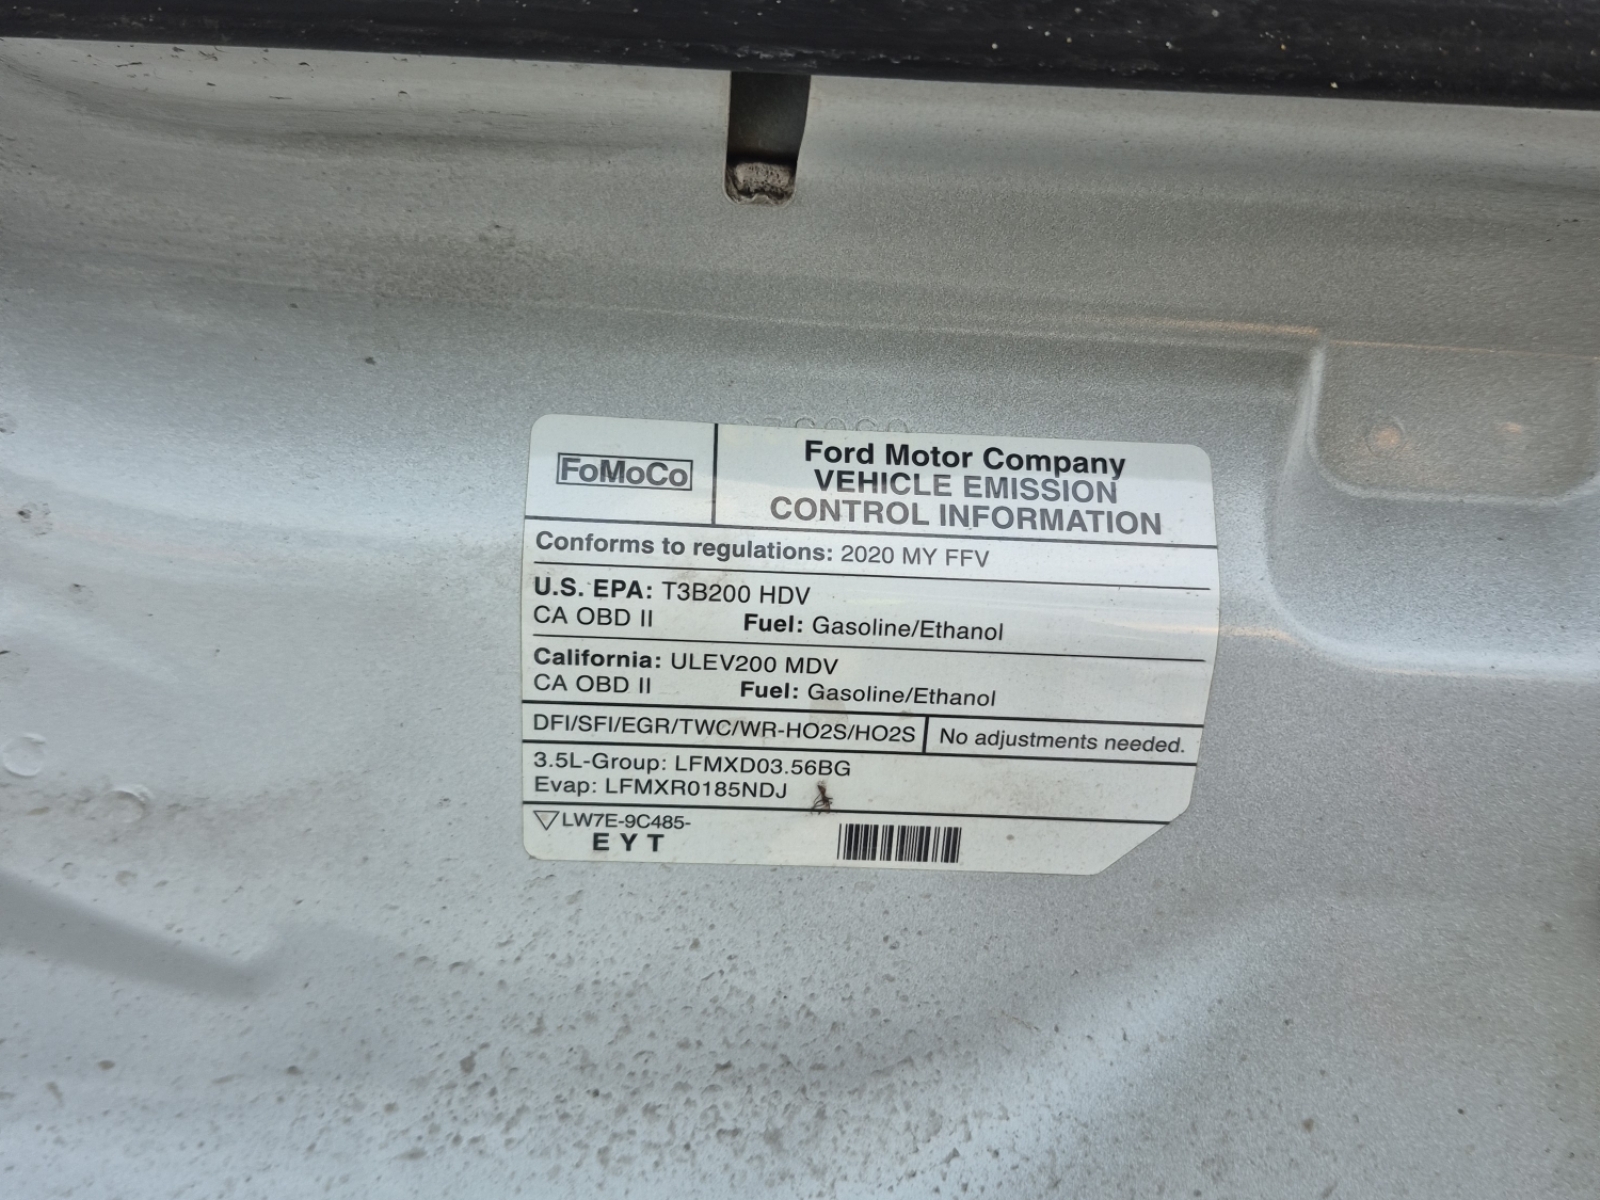 FoMoCo
Ford Motor Company
VEHICLE EMISSION
CONTROL INFORMATION
Conforms to regulations: 2020 MY FFV
U.S. EPA: T3B200 HDV
CA OBD II Fuel: Gasoline/Ethanol
California: ULEV200 MDV
CA OBD II Fuel: Gasoline/Ethanol
DFI/SFI/EGR/TWC/WR-HO2S/HO2S No adjustments needed.
3.5L-Group: LFMXD03.56BG
Evap: LFMXR0185NDJ
LW7E-9C485-
EYT